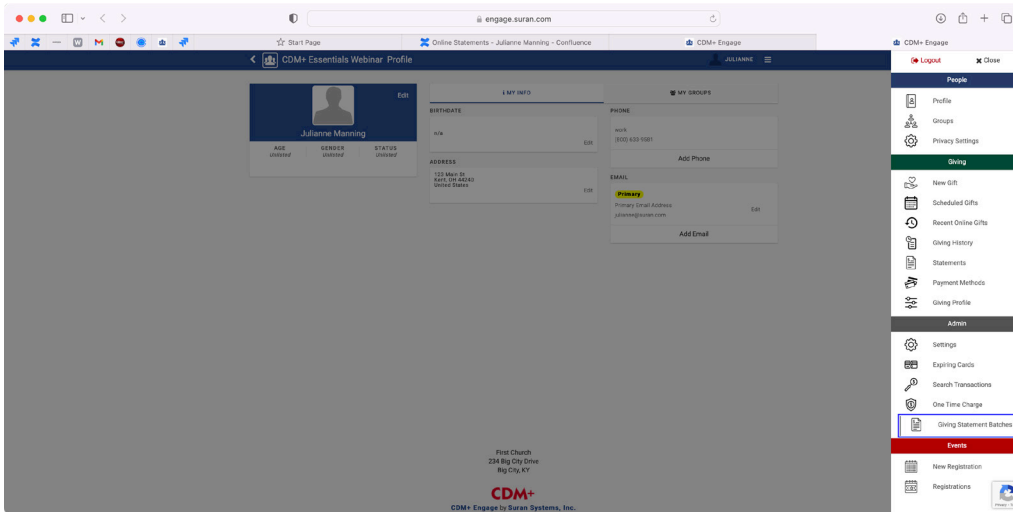 engage.suran.com
Start Page
Online Statements - Julianne Manning - Confluence
CDM+ Engage
CDM+ Engage
CDM+ Essentials Webinar Profile
JULIANNE
Edit
Julianne Manning
AGE
Unlisted
GENDER
Unlisted
STATUS
Unlisted
MY INFO
MY GROUPS
BIRTHDATE
n/a
Edit
ADDRESS
123 Main St
Kent, OH 44240
United States
Edit
PHONE
work
(800) 633-9581
Add Phone
EMAIL
Primary
Primary Email Address
julianne@suran.com
Edit
Add Email
First Church
234 Big City Drive
Big City, KY
CDM+
CDM+ Engage by Suran Systems, Inc.
Logout
Close
People
Profile
Groups
Privacy Settings
Giving
New Gift
Scheduled Gifts
Recent Online Gifts
Giving History
Statements
Payment Methods
Giving Profile
Admin
Settings
Expiring Cards
Search Transactions
One Time Charge
Giving Statement Batches
Events
New Registration
Registrations